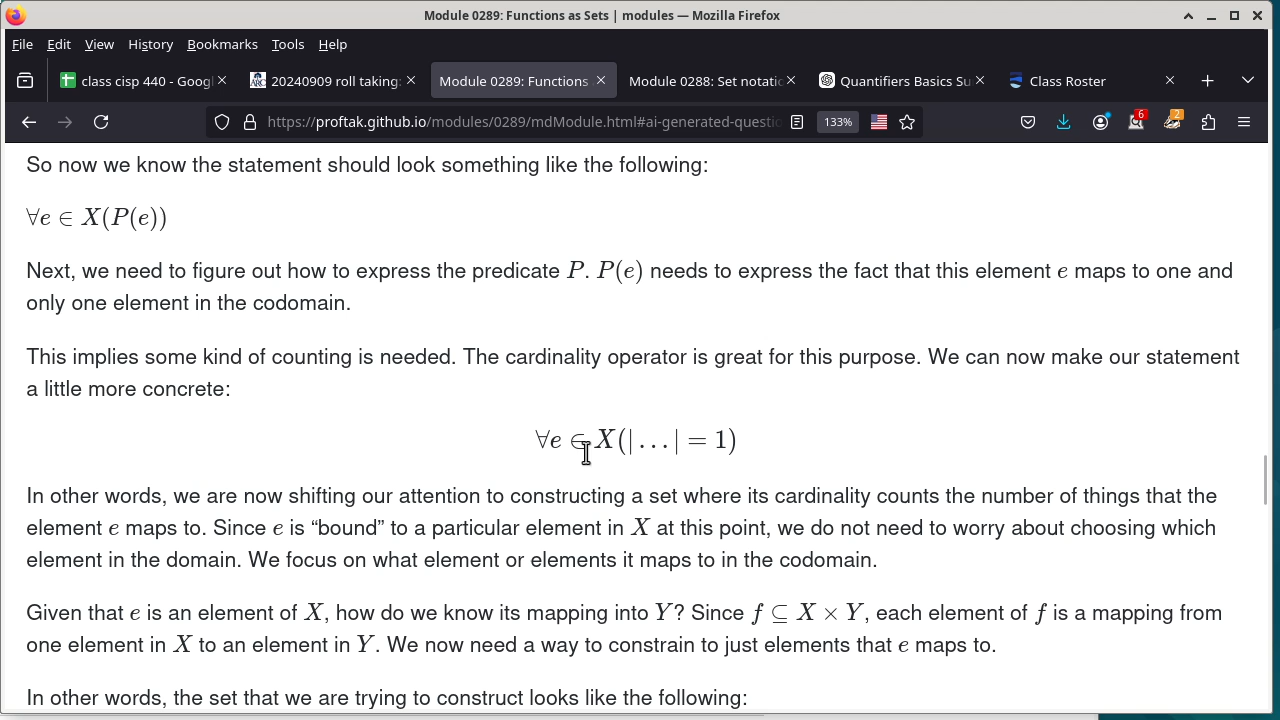 Module 0289: Functions as Sets | modules — Mozilla Firefox
File Edit View History Bookmarks Tools Help
class cisp 440 - Googl
20240909 roll taking:
Module 0289: Functions
Module 0288: Set notatio
Quantifiers Basics Su
Class Roster
https://proftak.github.io/modules/0289/mdModule.html#ai-generated-questio 133% 6 2
So now we know the statement should look something like the following:
∀e ∈ X(P(e))
Next, we need to figure out how to express the predicate P. P(e) needs to express the fact that this element e maps to one and
only one element in the codomain.
This implies some kind of counting is needed. The cardinality operator is great for this purpose. We can now make our statement
a little more concrete:
∀e ∈ X(|…| = 1)
In other words, we are now shifting our attention to constructing a set where its cardinality counts the number of things that the
element e maps to. Since e is “bound” to a particular element in X at this point, we do not need to worry about choosing which
element in the domain. We focus on what element or elements it maps to in the codomain.
Given that e is an element of X, how do we know its mapping into Y? Since f ⊆ X × Y, each element of f is a mapping from
one element in X to an element in Y. We now need a way to constrain to just elements that e maps to.
In other words, the set that we are trying to construct looks like the following: